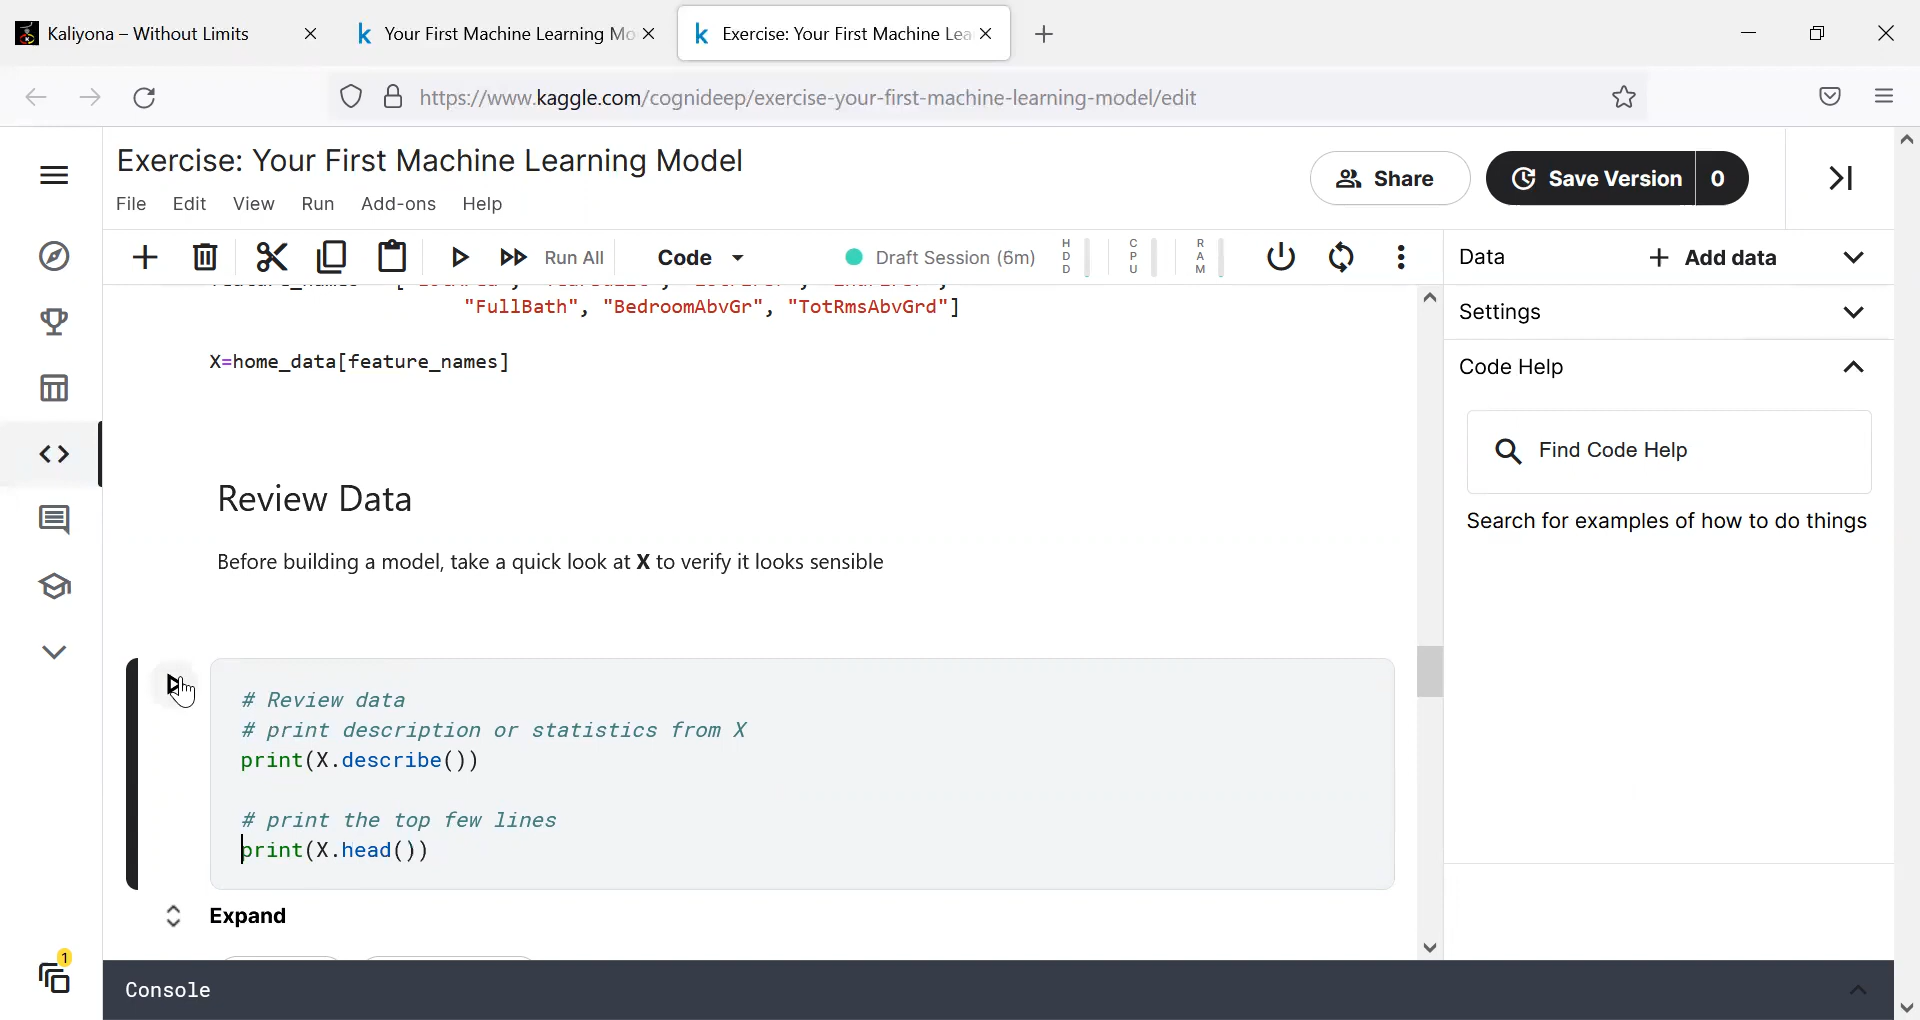 Kaliyona – Without Limits
Your First Machine Learning Mo
Exercise: Your First Machine Lea
https://www.kaggle.com/cognideep/exercise-your-first-machine-learning-model/edit
Exercise: Your First Machine Learning Model
File Edit View Run Add-ons Help
Share
Save Version 0
Run All
Code
Draft Session (6m)
HDD
CPU
RAM
Data
+ Add data
Settings
Code Help
Find Code Help
Search for examples of how to do things
"FullBath", "BedroomAbvGr", "TotRmsAbvGrd"]
X=home_data[feature_names]
Review Data
Before building a model, take a quick look at X to verify it looks sensible
# Review data
# print description or statistics from X
print(X.describe())
# print the top few lines
print(X.head())
Expand
1
Console